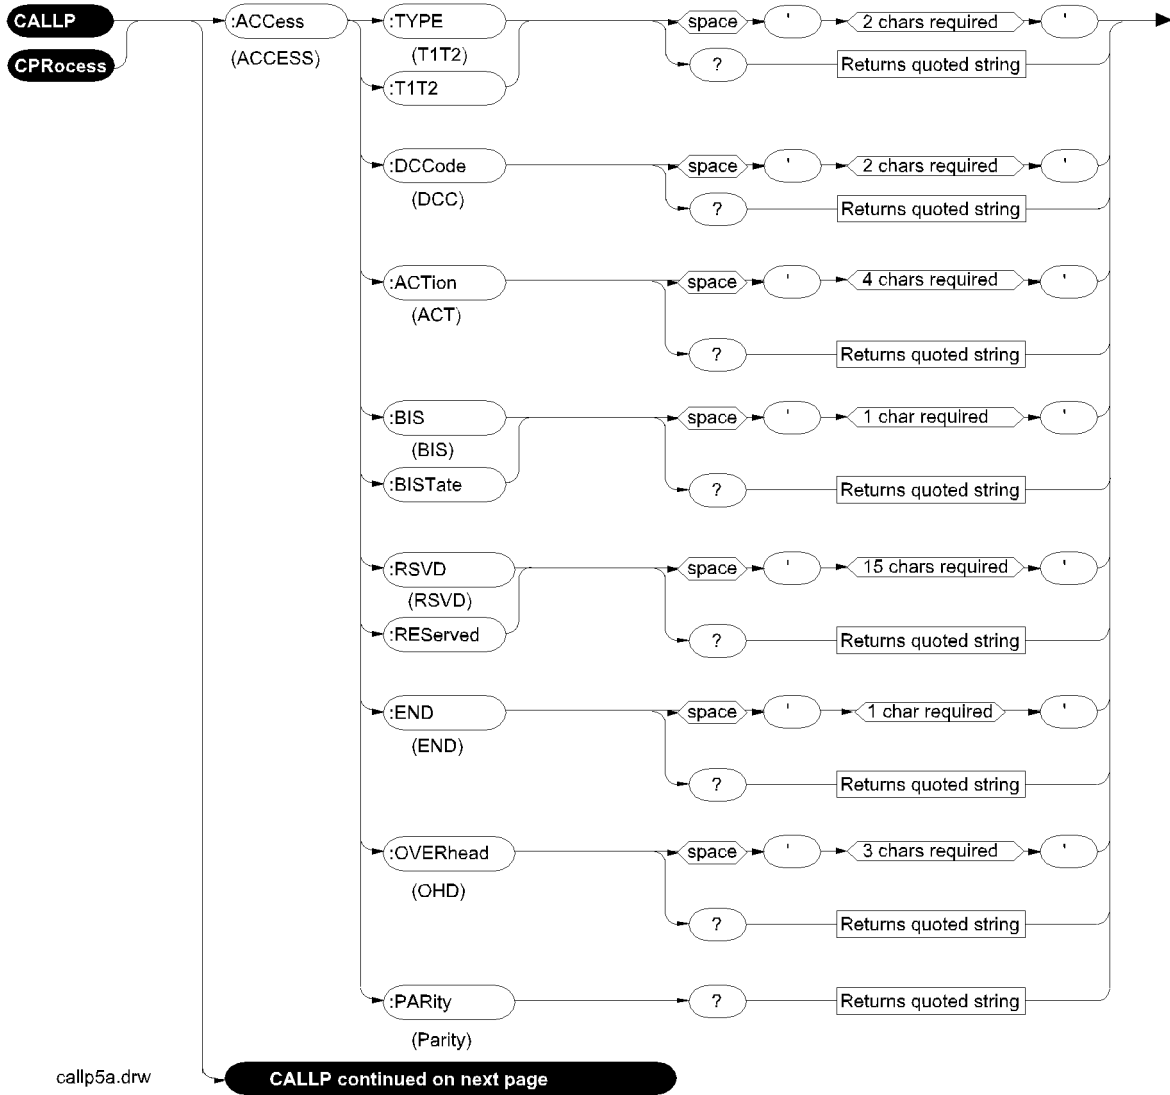 CALLP :ACCess :TYPE space ' 2 chars required '
CPRocess (ACCESS) (T1T2) ? Returns quoted string
:T1T2
:DCCode space ' 2 chars required '
(DCC) ? Returns quoted string
:ACTion space ' 4 chars required '
(ACT)
? Returns quoted string
:BIS space ' 1 char required '
(BIS)
:BISTate ? Returns quoted string
:RSVD space ' 15 chars required '
(RSVD)
:REServed ? Returns quoted string
:END space ' 1 char required '
(END)
? Returns quoted string
:OVERhead space ' 3 chars required '
(OHD)
? Returns quoted string
:PARity ? Returns quoted string
(Parity)
callp5a.drw CALLP continued on next page